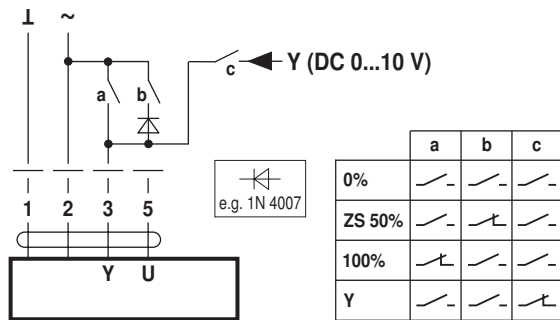 ⊥ ~
a b c Y (DC 0...10 V)
1 2 3 5
Y U
e.g. 1N 4007
a b c
0%
ZS 50%
100%
Y